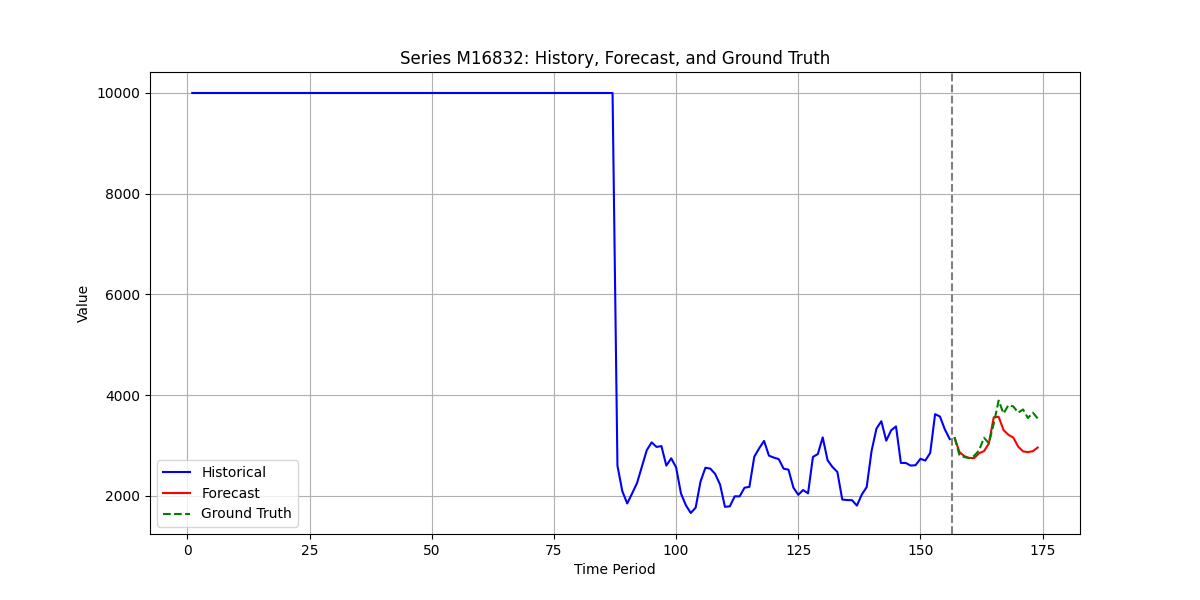 Series M16832: History, Forecast, and Ground Truth
10000
8000
6000
4000
2000
Value
Historical
Forecast
Ground Truth
0 25 50 75 100 125 150 175
Time Period